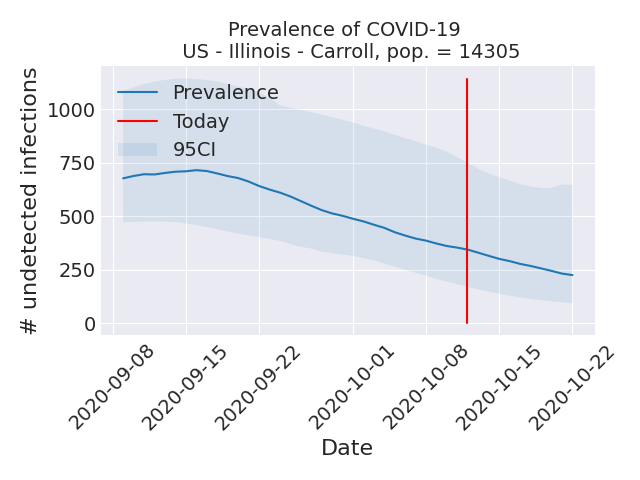 Prevalence of COVID-19
US - Illinois - Carroll, pop. = 14305
# undetected infections
1000
750
500
250
0
Prevalence
Today
95CI
2020-09-08
2020-09-15
2020-09-22
2020-10-01
2020-10-08
2020-10-15
2020-10-22
Date